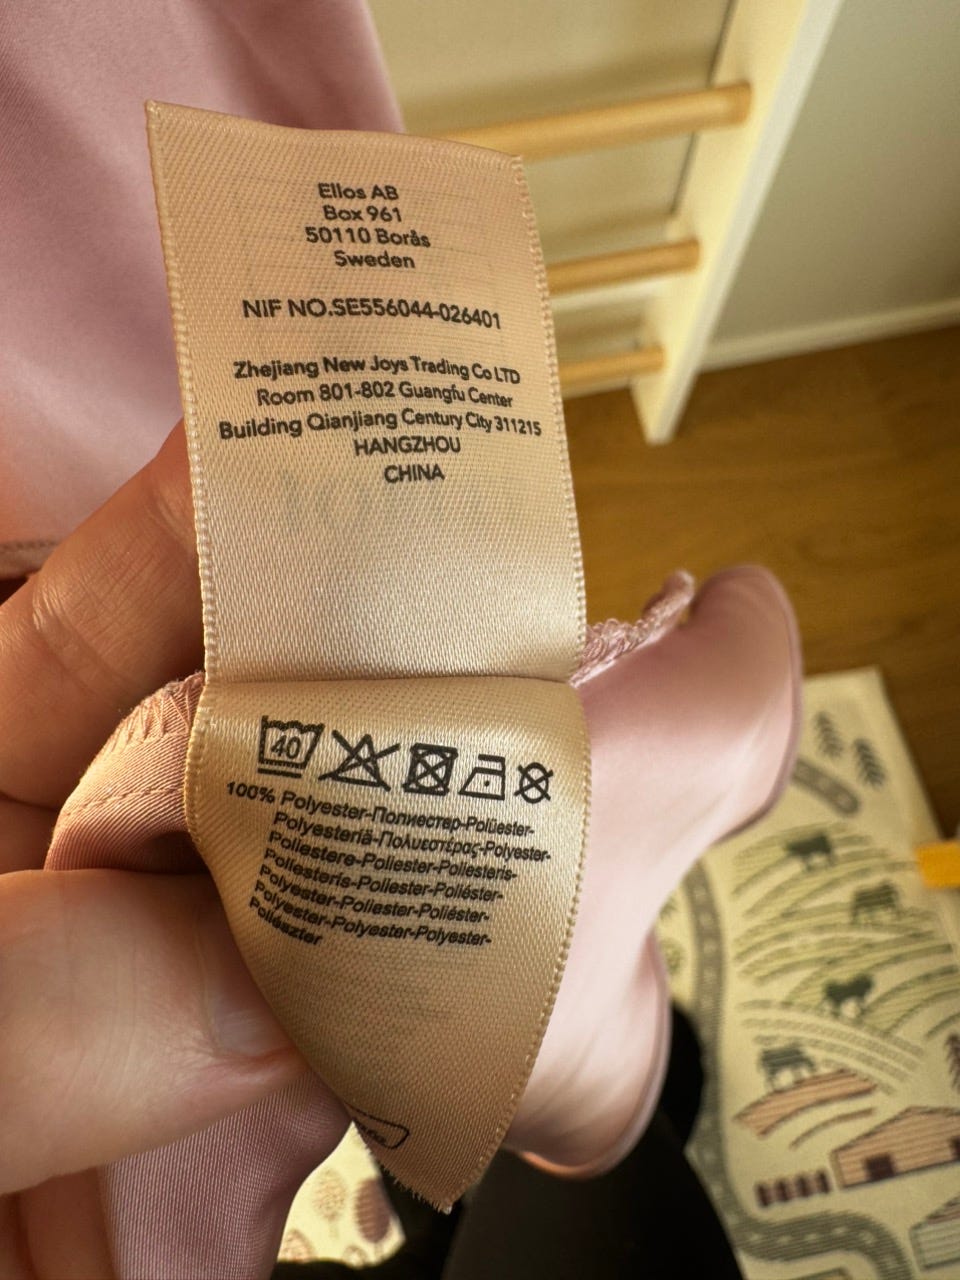 Ellos AB
Box 961
50110 Borås
Sweden
NIF NO.SE556044-026401
Zhejiang New Joys Trading Co LTD
Room 801-802 Guangfu Center
Building Qianjiang Century City 311215
HANGZHOU
CHINA
40
100% Polyester-Полиестер-Polüester-
Polyesteriä-Πολυεστέρας-Polyester-
Poliestere-Poliester-Poliesteris-
Poliesteris-Poliester-Poliéster-
Polyester-Poliester-Poliéster-
Polyester-Polyester-Polyester-
Poliészter